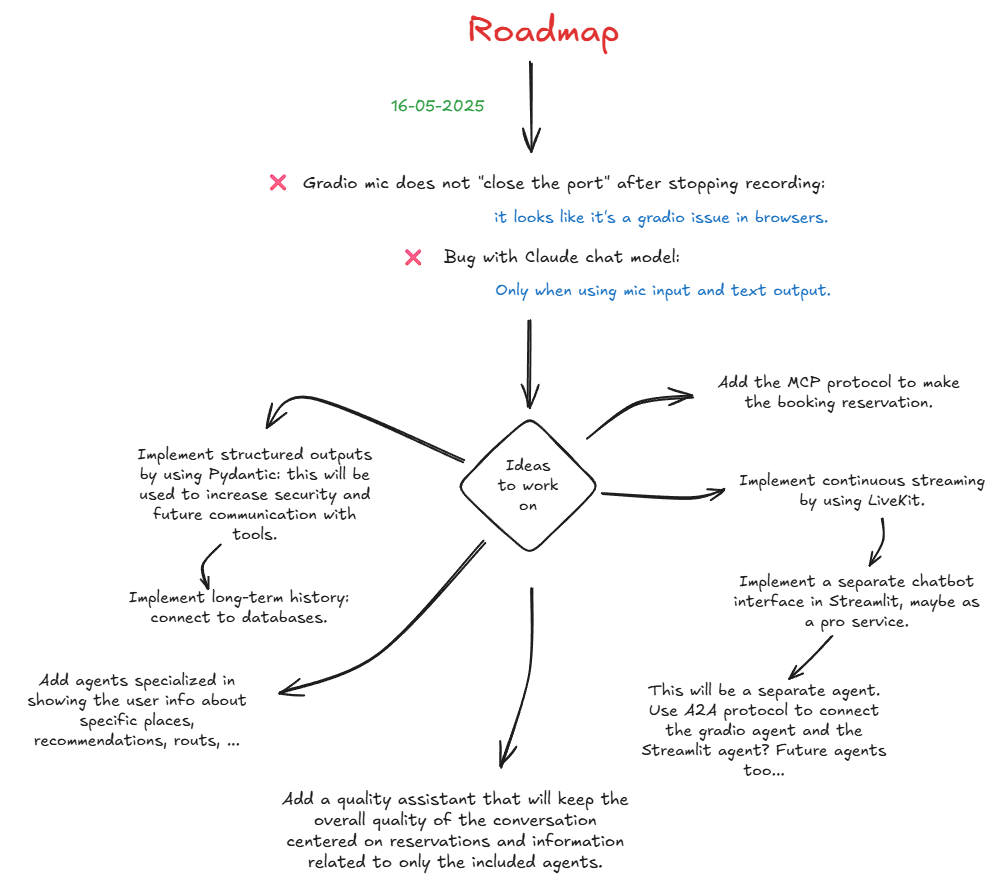 Roadmap
16-05-2025
❌ Gradio mic does not "close the port" after stopping recording:
it looks like it's a gradio issue in browsers.
❌ Bug with Claude chat model:
Only when using mic input and text output.
Ideas
to work
on
Add the MCP protocol to make
the booking reservation.
Implement continuous streaming
by using LiveKit.
Implement a separate chatbot
interface in Streamlit, maybe as
a pro service.
This will be a separate agent.
Use A2A protocol to connect
the gradio agent and the
Streamlit agent? Future agents
too...
Implement structured outputs
by using Pydantic: this will be
used to increase security and
future communication with
tools.
Implement long-term history:
connect to databases.
Add agents specialized in
showing the user info about
specific places,
recommendations, routs, ...
Add a quality assistant that will keep the
overall quality of the conversation
centered on reservations and information
related to only the included agents.